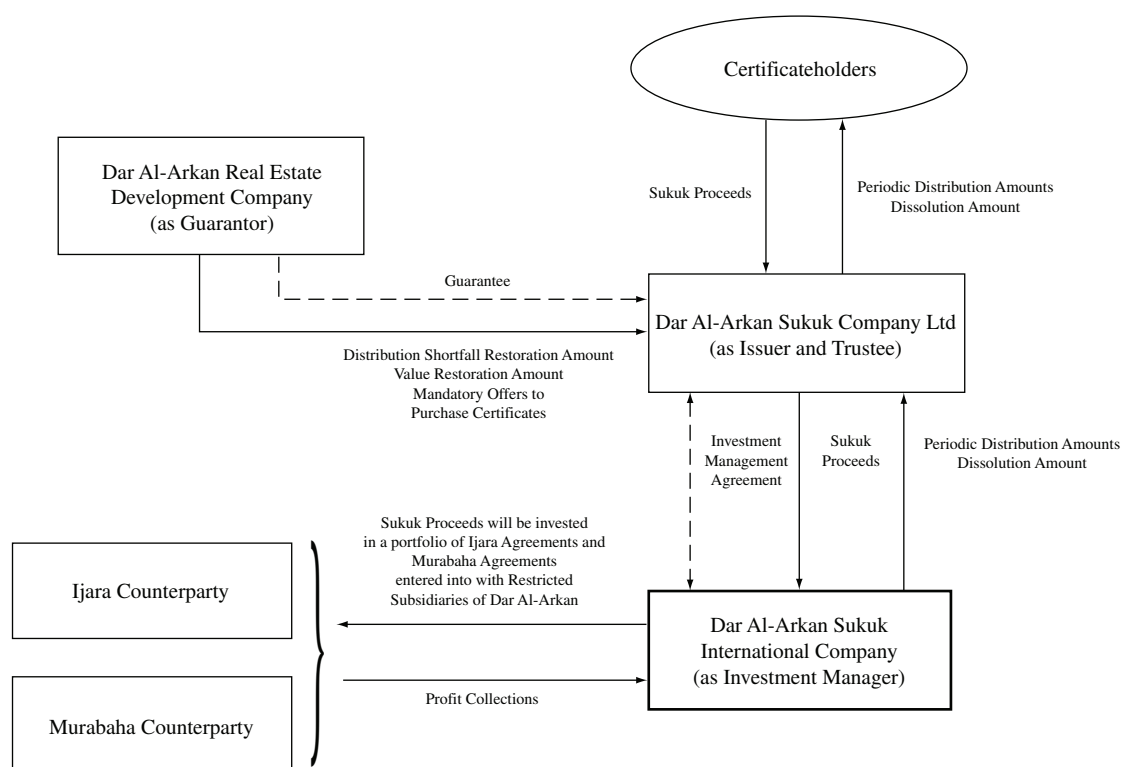 Certificateholders
Dar Al-Arkan Real Estate
Development Company
(as Guarantor)
Sukuk Proceeds
Periodic Distribution Amounts
Dissolution Amount
Guarantee
Dar Al-Arkan Sukuk Company Ltd
(as Issuer and Trustee)
Distribution Shortfall Restoration Amount
Value Restoration Amount
Mandatory Offers to
Purchase Certificates
Investment
Management
Agreement
Sukuk
Proceeds
Periodic Distribution Amounts
Dissolution Amount
Sukuk Proceeds will be invested
in a portfolio of Ijara Agreements and
Murabaha Agreements
entered into with Restricted
Subsidiaries of Dar Al-Arkan
Ijara Counterparty
Dar Al-Arkan Sukuk
International Company
(as Investment Manager)
Profit Collections
Murabaha Counterparty